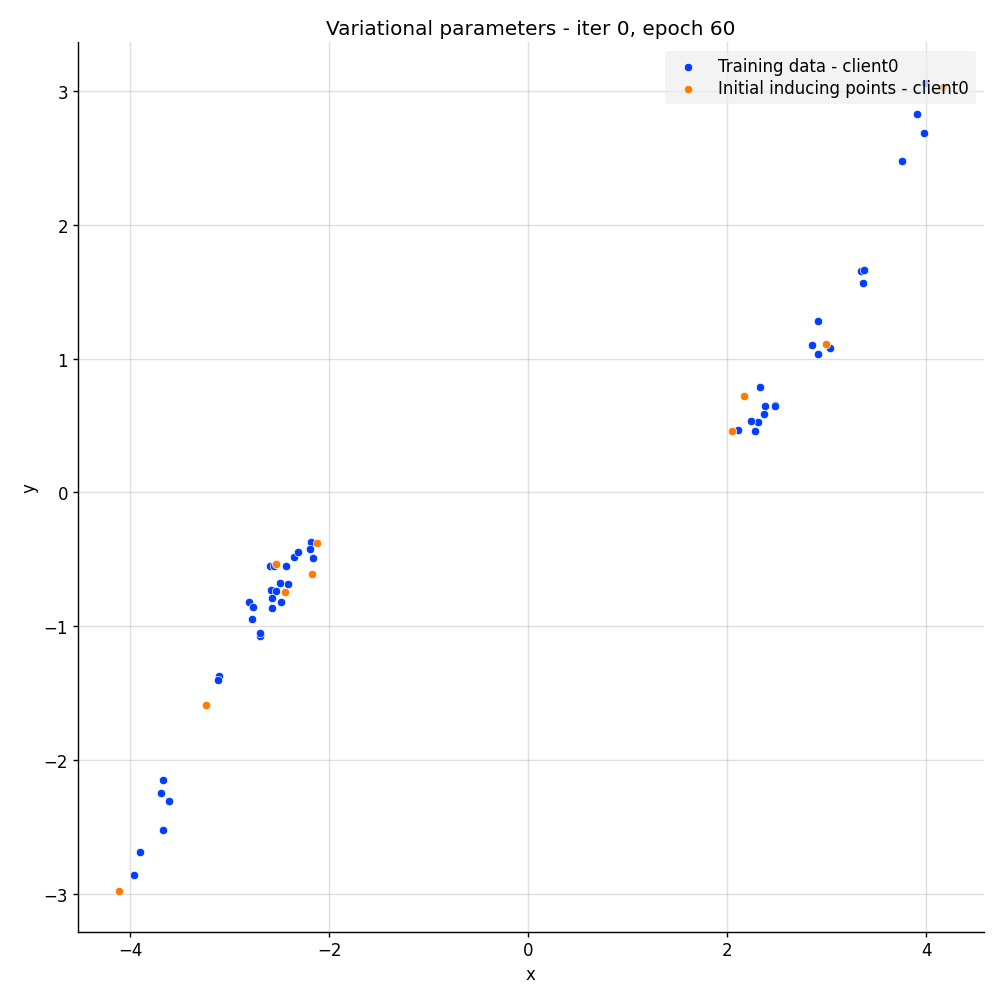 Variational parameters - iter 0, epoch 60
Training data - client0
Initial inducing points - client0
3
2
1
0
−1
−2
−3
y
−4
−2
0
2
4
x